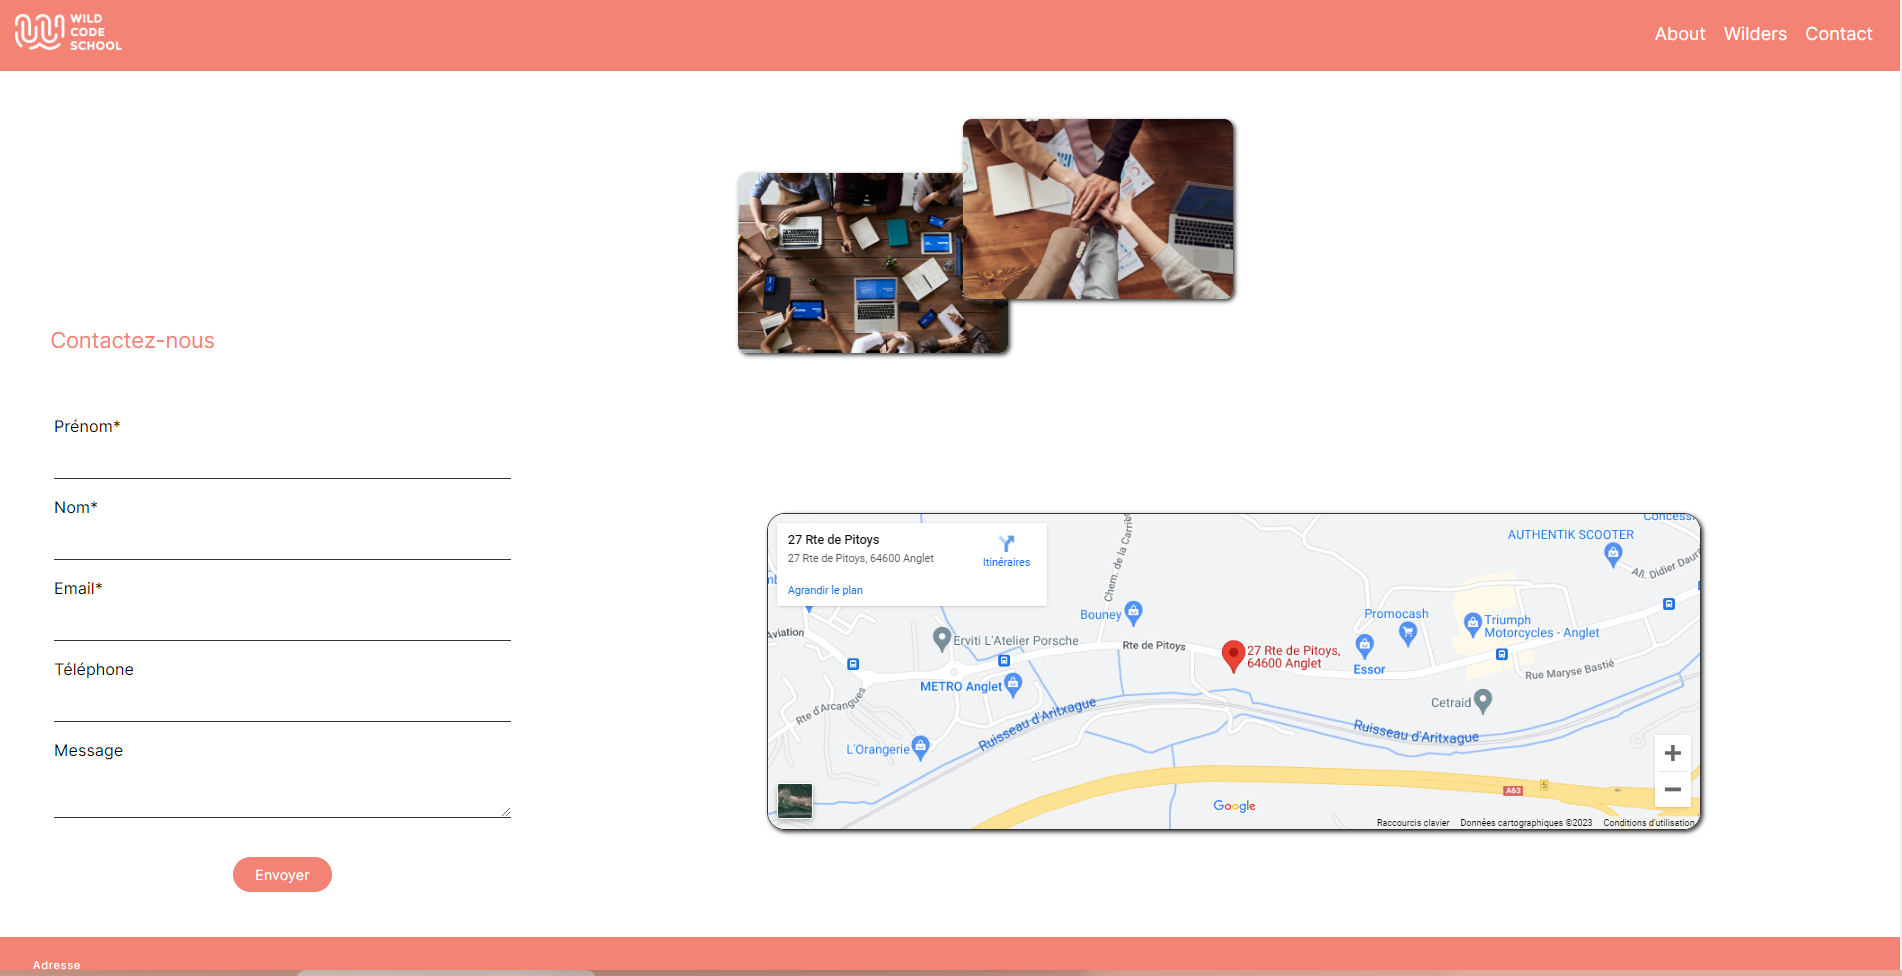 WILD
CODE
SCHOOL
About Wilders Contact
Contactez-nous
Prénom*
Nom*
Email*
Téléphone
Message
Envoyer
27 Rte de Pitoys
27 Rte de Pitoys, 64600 Anglet
Itinéraires
Agrandir le plan
Chem. de la Carriè
Concess
AUTHENTIK SCOOTER
All. Didier Daura
Bouney
Promocash
Triumph
Motorcycles - Anglet
Aviation
Erviti L'Atelier Porsche
Rte de Pitoys
27 Rte de Pitoys,
64600 Anglet
Essor
Rue Maryse Bastié
METRO Anglet
Rte d'Arcangues
Ruisseau d'Aritxague
Cetraid
Ruisseau d'Aritxague
L'Orangerie
A63
5
Google
Raccourcis clavier Données cartographiques ©2023 Conditions d'utilisation
Adresse